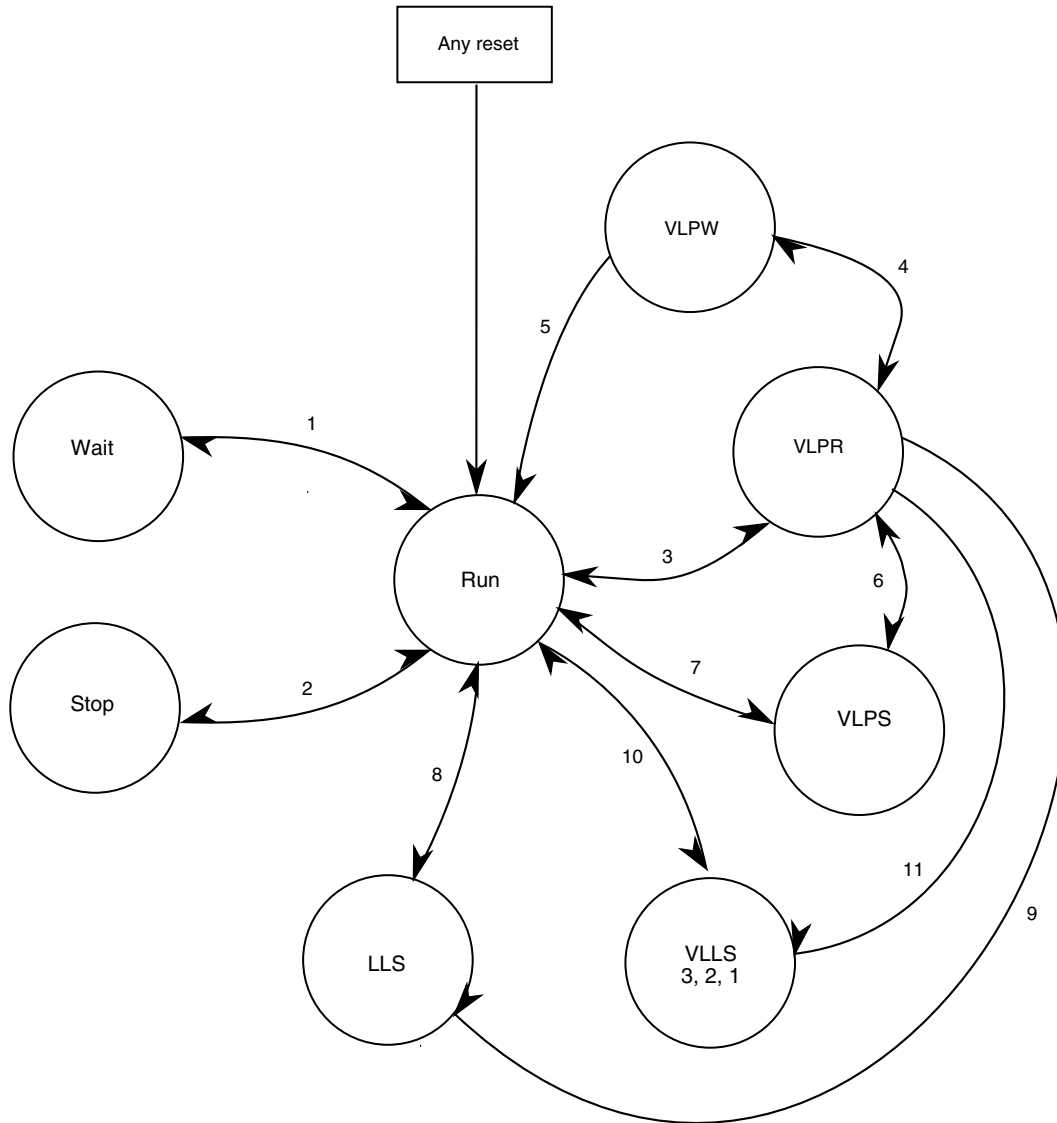 Any reset
VLPW
4
5
Wait
1
VLPR
3
Run
6
Stop
2
7
VLPS
10
8
11
9
LLS
VLLS
3, 2, 1